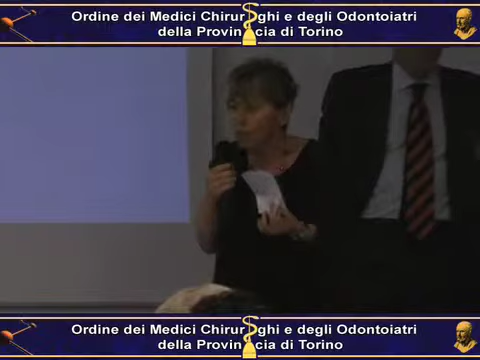 Ordine dei Medici Chirurghi e degli Odontoiatri
della Provincia di Torino
Ordine dei Medici Chirurghi e degli Odontoiatri
della Provincia di Torino